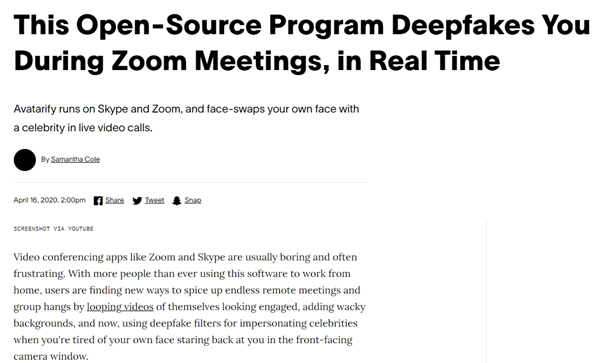 This Open-Source Program Deepfakes You
During Zoom Meetings, in Real Time
Avatarify runs on Skype and Zoom, and face-swaps your own face with
a celebrity in live video calls.
By Samantha Cole
April 16, 2020, 2:00pm Share Tweet Snap
SCREENSHOT VIA YOUTUBE
Video conferencing apps like Zoom and Skype are usually boring and often
frustrating. With more people than ever using this software to work from
home, users are finding new ways to spice up endless remote meetings and
group hangs by looping videos of themselves looking engaged, adding wacky
backgrounds, and now, using deepfake filters for impersonating celebrities
when you're tired of your own face staring back at you in the front-facing
camera window.